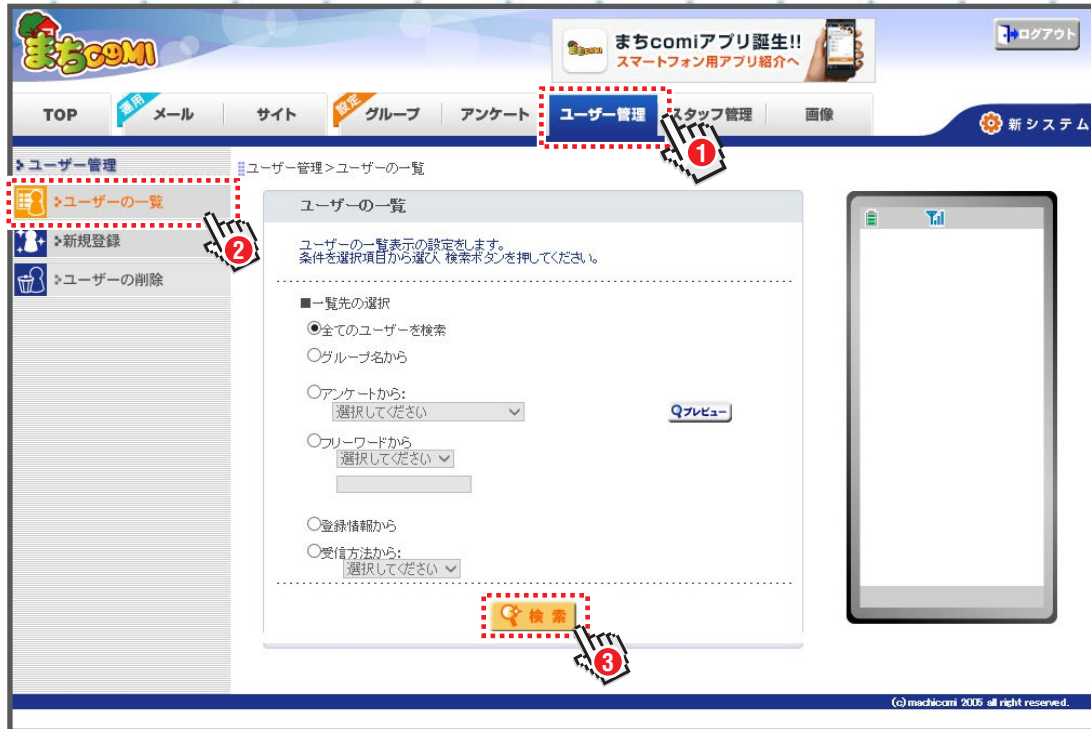 まちcoMi
まちcomiアプリ誕生!!
スマートフォン用アプリ紹介へ
ログアウト
TOP 運用 メール サイト 設定 グループ アンケート ユーザー管理 スタッフ管理 画像
新システム
1
ユーザー管理
ユーザー管理>ユーザーの一覧
ユーザーの一覧
2
新規登録
ユーザーの削除
ユーザーの一覧
ユーザーの一覧表示の設定をします。
条件を選択項目から選び、検索ボタンを押してください。
■一覧先の選択
全てのユーザーを検索
グループ名から
アンケートから:
選択してください
プレビュー
フリーワードから
選択してください
登録情報から
受信方法から:
選択してください
検索
3
(c)machicomi 2005 all right reserved.